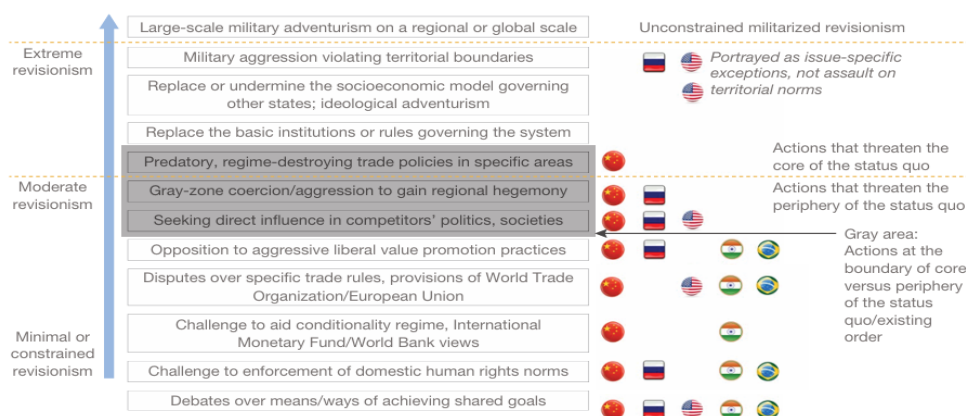 Large-scale military adventurism on a regional or global scale
Unconstrained militarized revisionism
Extreme
revisionism
Military aggression violating territorial boundaries
Portrayed as issue-specific
exceptions, not assault on
territorial norms
Replace or undermine the socioeconomic model governing
other states; ideological adventurism
Replace the basic institutions or rules governing the system
Predatory, regime-destroying trade policies in specific areas
Actions that threaten the
core of the status quo
Moderate
revisionism
Gray-zone coercion/aggression to gain regional hegemony
Actions that threaten the
periphery of the status quo
Seeking direct influence in competitors' politics, societies
Gray area:
Actions at the
boundary of core
versus periphery
of the status
quo/existing
order
Opposition to aggressive liberal value promotion practices
Disputes over specific trade rules, provisions of World Trade
Organization/European Union
Challenge to aid conditionality regime, International
Monetary Fund/World Bank views
Minimal or
constrained
revisionism
Challenge to enforcement of domestic human rights norms
Debates over means/ways of achieving shared goals